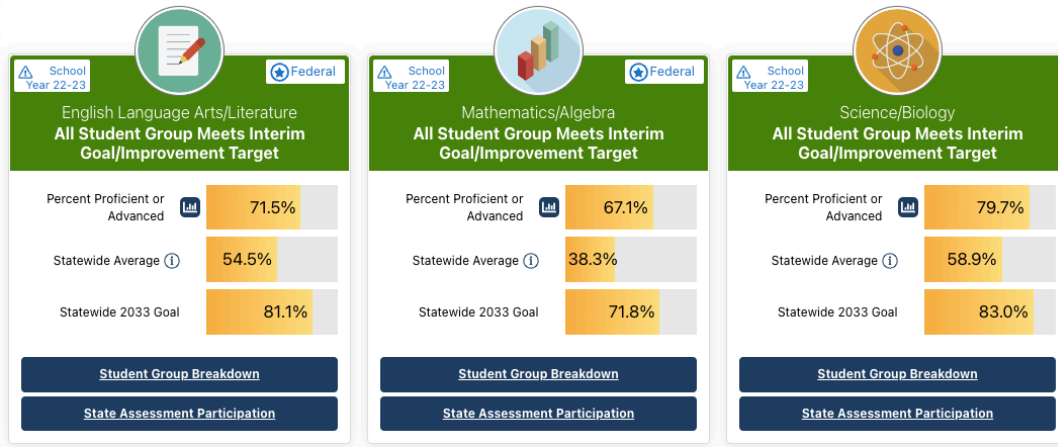 School
Year 22-23
Federal
English Language Arts/Literature
All Student Group Meets Interim
Goal/Improvement Target
Percent Proficient or
Advanced
71.5%
Statewide Average
54.5%
Statewide 2033 Goal
81.1%
Student Group Breakdown
State Assessment Participation
School
Year 22-23
Federal
Mathematics/Algebra
All Student Group Meets Interim
Goal/Improvement Target
Percent Proficient or
Advanced
67.1%
Statewide Average
38.3%
Statewide 2033 Goal
71.8%
Student Group Breakdown
State Assessment Participation
School
Year 22-23
Science/Biology
All Student Group Meets Interim
Goal/Improvement Target
Percent Proficient or
Advanced
79.7%
Statewide Average
58.9%
Statewide 2033 Goal
83.0%
Student Group Breakdown
State Assessment Participation